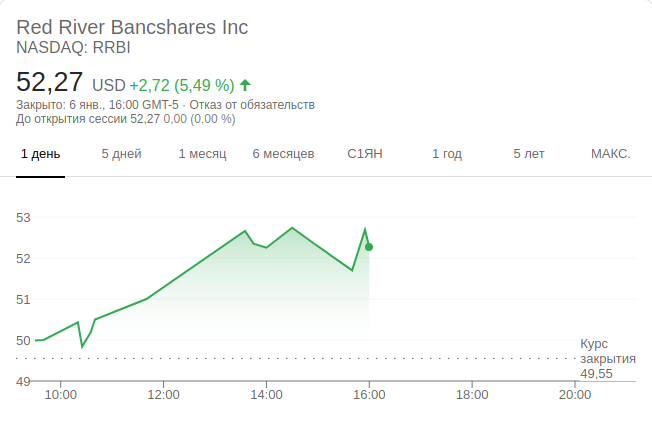 Red River Bancshares Inc
NASDAQ: RRBI
52,27 USD +2,72 (5,49 %)
Закрыто: 6 янв., 16:00 GMT-5 · Отказ от обязательств
До открытия сессии 52,27 0,00 (0,00 %)
1 день 5 дней 1 месяц 6 месяцев С1ЯН 1 год 5 лет МАКС.
53
52
51
50
Курс
закрытия
49,55
49
10:00 12:00 14:00 16:00 18:00 20:00